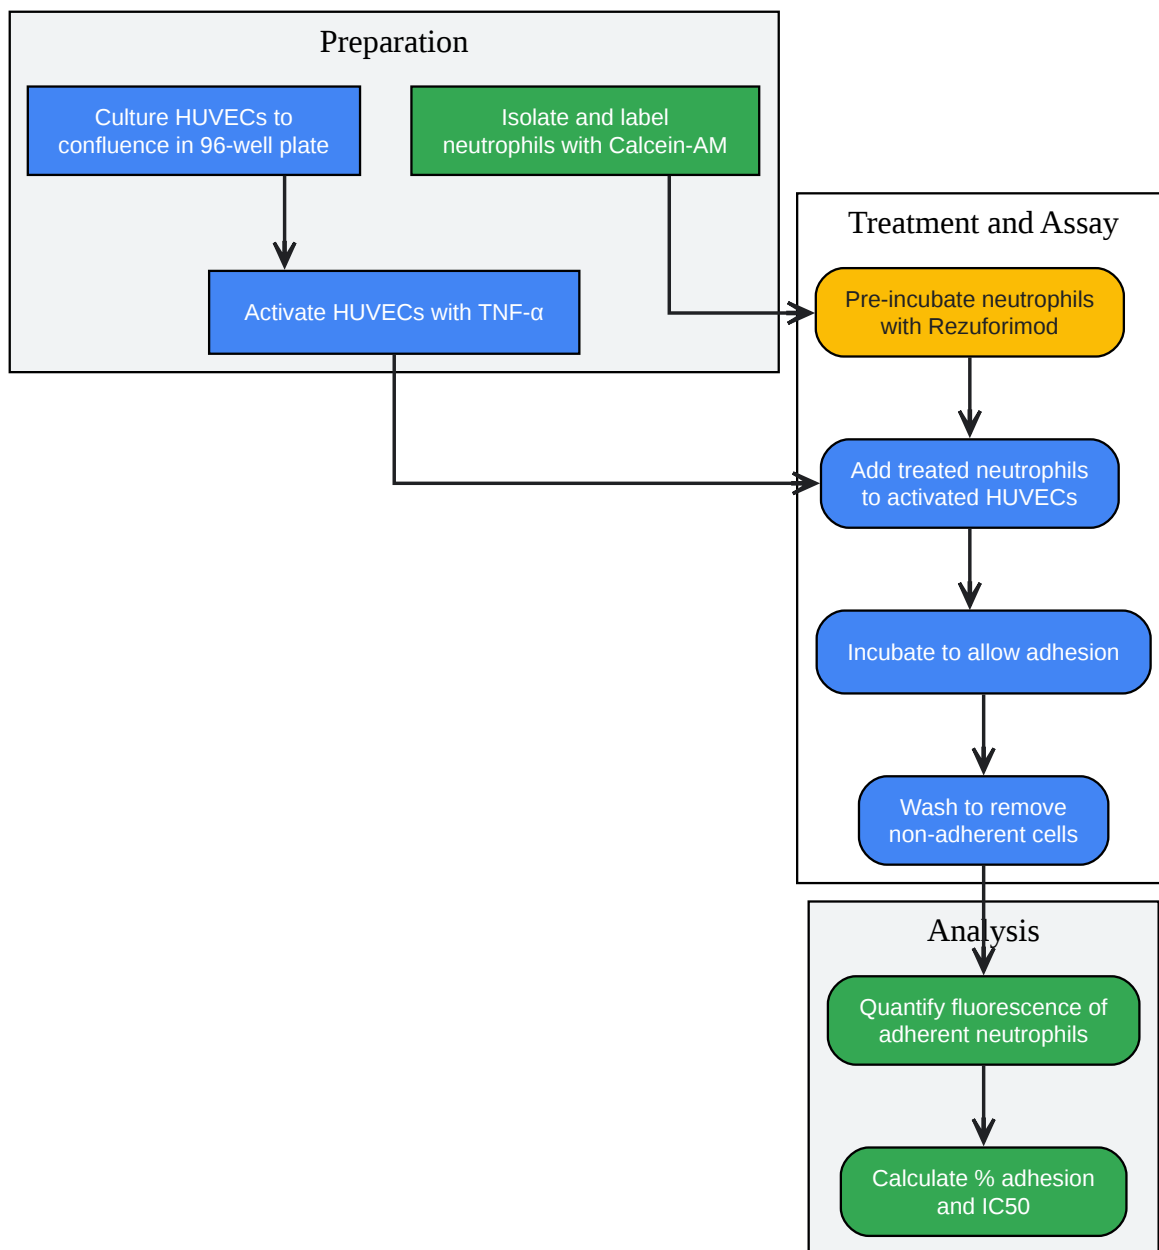 Preparation
Culture HUVECs to
confluence in 96-well plate
Isolate and label
neutrophils with Calcein-AM
Activate HUVECs with TNF-α
Treatment and Assay
Pre-incubate neutrophils
with Rezuforimod
Add treated neutrophils
to activated HUVECs
Incubate to allow adhesion
Wash to remove
non-adherent cells
Analysis
Quantify fluorescence of
adherent neutrophils
Calculate % adhesion
and IC50